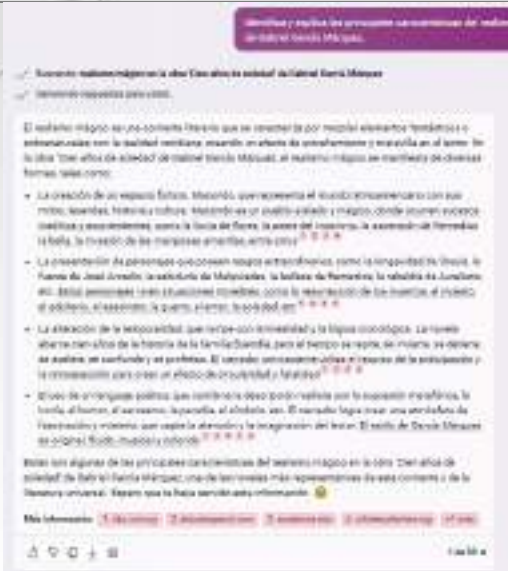 Identifica y explica las principales características del realismo
de Gabriel García Márquez.
Buscando: realismo mágico en la obra 'Cien años de soledad' de Gabriel García Márquez
Generando respuestas para usted...
El realismo mágico es una corriente literaria que se caracteriza por mezclar elementos fantásticos o
con la realidad cotidiana, creando un efecto de y maravilla en el lector. En
la obra 'Cien años de soledad' de Gabriel García Márquez, el realismo mágico se manifiesta de diversas
formas, tales como:
• La creación de un espacio ficticio, Macondo, que representa el mundo latinoamericano con sus
mitos, leyendas, historia y cultura. Macondo es un pueblo aislado y mágico, donde ocurren sucesos
insólitos y sorprendentes, como la lluvia de flores, la peste del insomnio, la ascensión de Remedios
la bella, la invasión de las mariposas amarillas, entre otros
• La presentación de personajes que poseen rasgos extraordinarios, como la longevidad de Úrsula, la
fuerza de José Arcadio, la sabiduría de Melquíades, la belleza de Remedios, la rebeldía de Aureliano,
etc. Estos personajes viven situaciones increíbles, como la resurrección de los muertos, el incesto,
el adulterio, el asesinato, la guerra, el amor, la soledad, etc
• La alteración de la temporalidad, que rompe con la linealidad y la lógica cronológica. La novela
abarca cien años de la historia de la familia Buendía, pero el tiempo se repite, se invierte, se detiene,
se acelera, se confunde y se profetiza. El narrador omnisciente utiliza el recurso de la anticipación y
la retrospección para crear un efecto de circularidad y fatalidad
• El uso de un lenguaje poético, que combina la descripción realista con la expresión metafórica, la
ironía, el humor, el sarcasmo, la parodia, el símbolo, etc. El narrador logra crear una atmósfera de
fascinación y misterio, que capta la atención y la imaginación del lector. El estilo de García Márquez
es original, fluido, musical y colorido
Estas son algunas de las principales características del realismo mágico en la obra 'Cien años de
soledad' de Gabriel García Márquez, una de las novelas más representativas de esta corriente y de la
literatura universal. Espero que te haya servido esta información.
Más información:
1 de 30